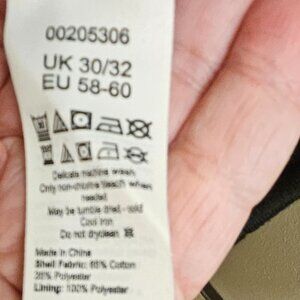 00205306
UK 30/32
EU 58-60
Delicate machine wash.
Only non-chlorine bleach when
needed
May be tumble dried - mild
Cool Iron
Do not dryclean
Made in China
Shell Fabric: 65% Cotton
35% Polyester
Lining: 100% Polyester